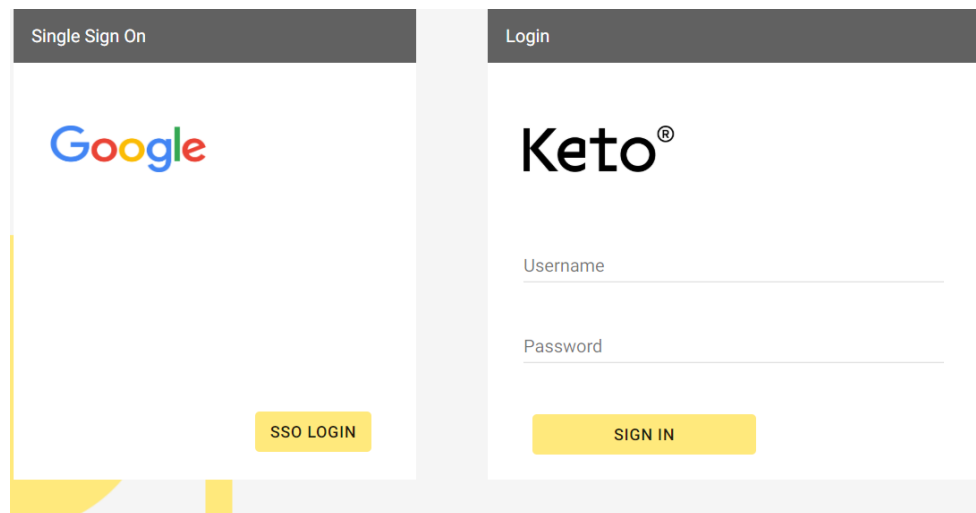 Single Sign On
Google
SSO LOGIN
Login
Keto®
Username
Password
SIGN IN